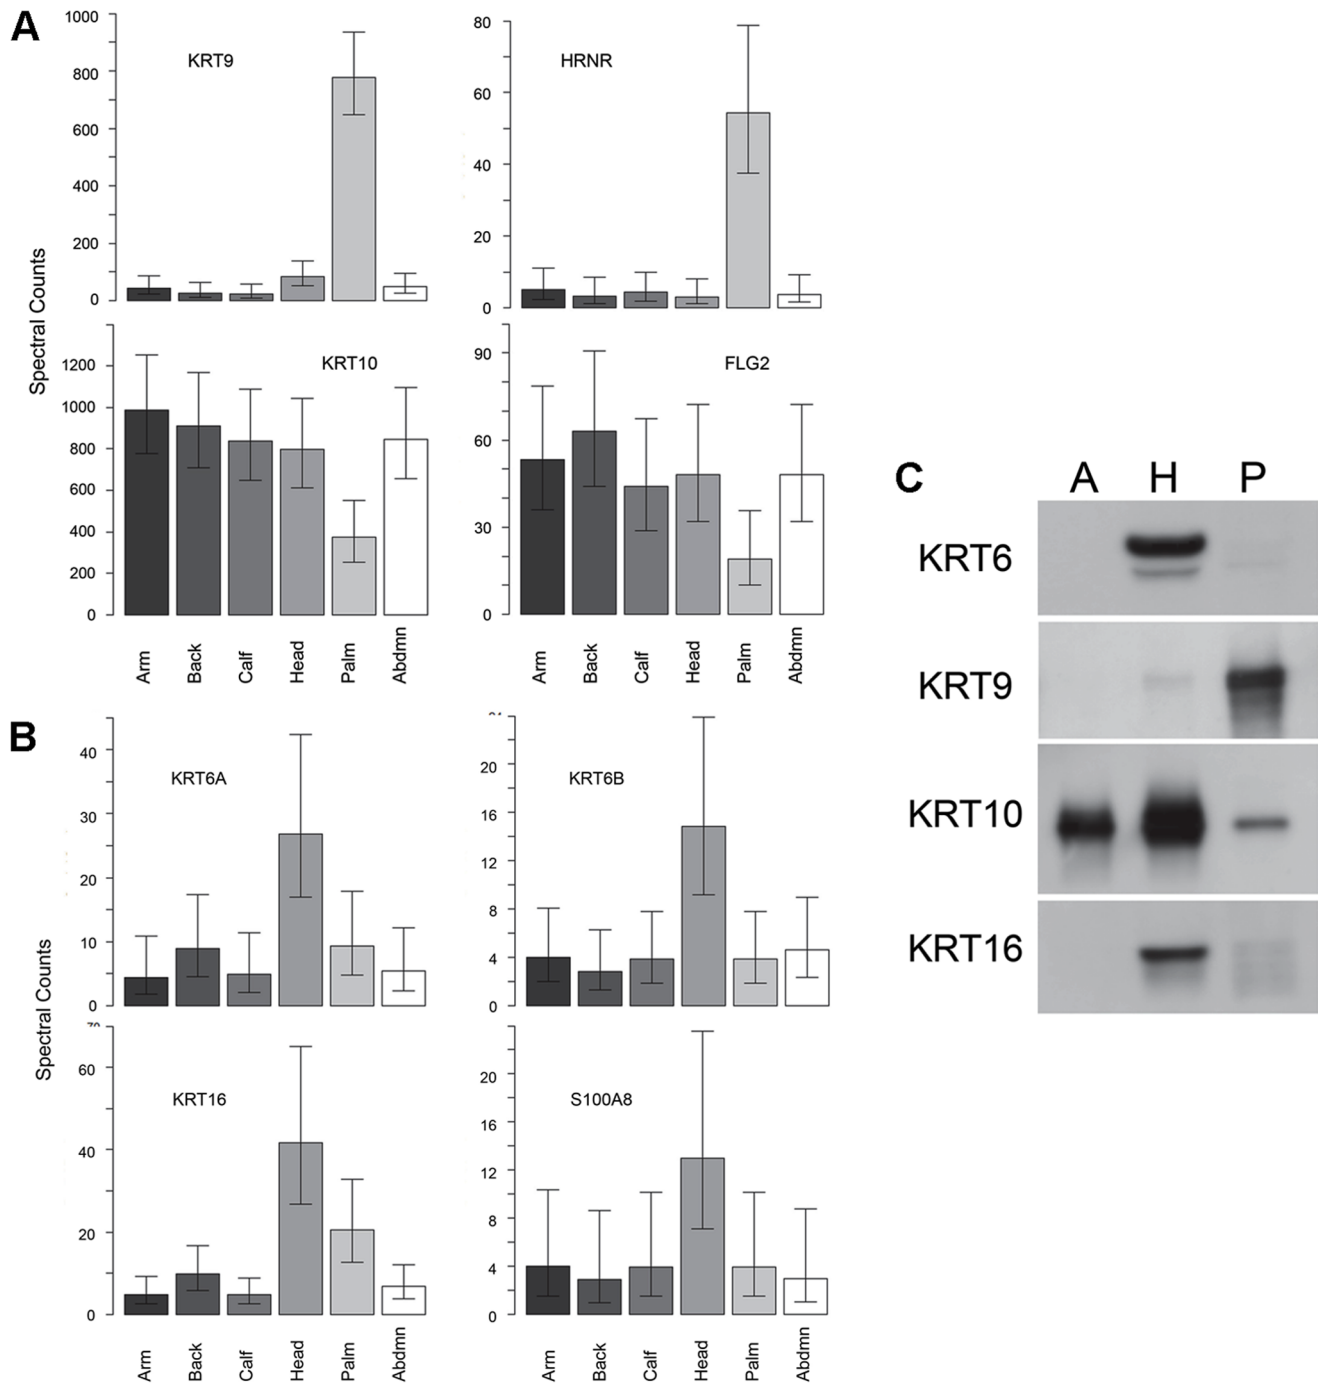 A
KRT9
1000
800
600
400
200
0
HRNR
80
60
40
20
0
Spectral Counts
KRT10
1200
1000
800
600
400
200
0
FLG2
90
60
30
0
Arm
Back
Calf
Head
Palm
Abdmn
Arm
Back
Calf
Head
Palm
Abdmn
B
KRT6A
40
30
20
10
0
KRT6B
20
16
12
8
4
0
Spectral Counts
KRT16
60
40
20
0
S100A8
20
16
12
8
4
0
Arm
Back
Calf
Head
Palm
Abdmn
Arm
Back
Calf
Head
Palm
Abdmn
C
A H P
KRT6
KRT9
KRT10
KRT16